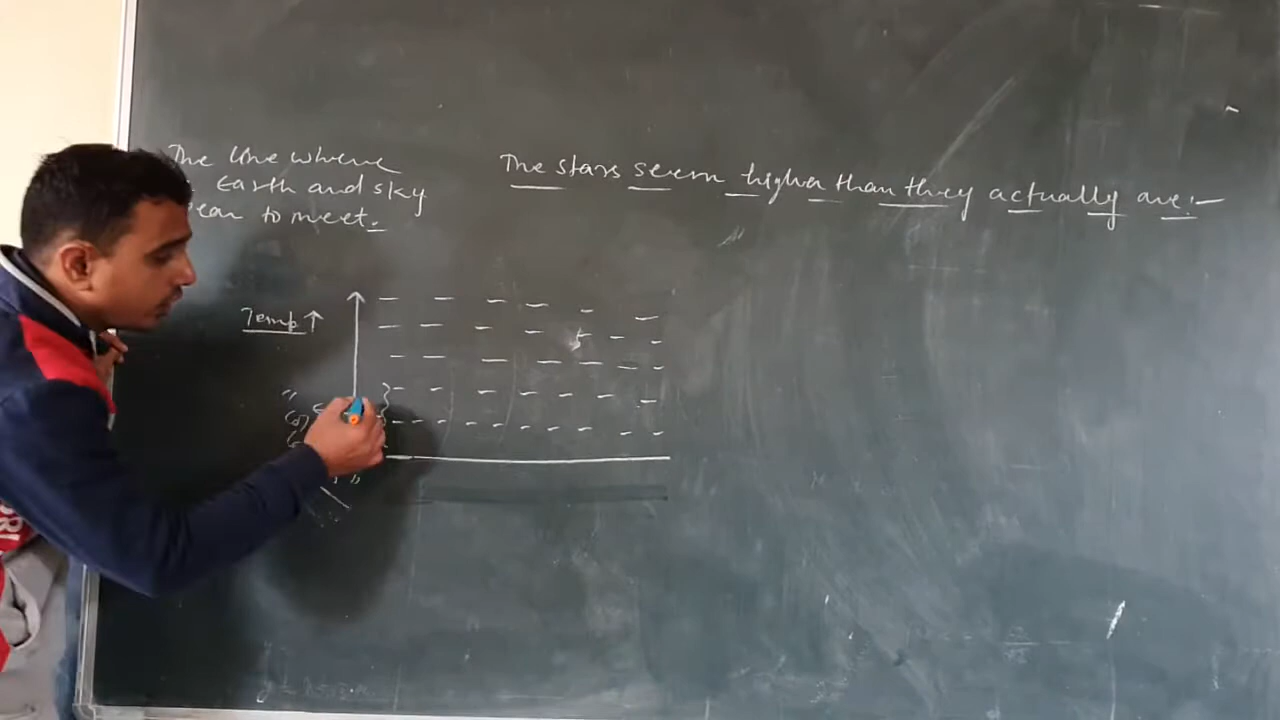 The line where
Earth and sky
to meet.
The stars seem higher than they actually are:-
Temp ↑